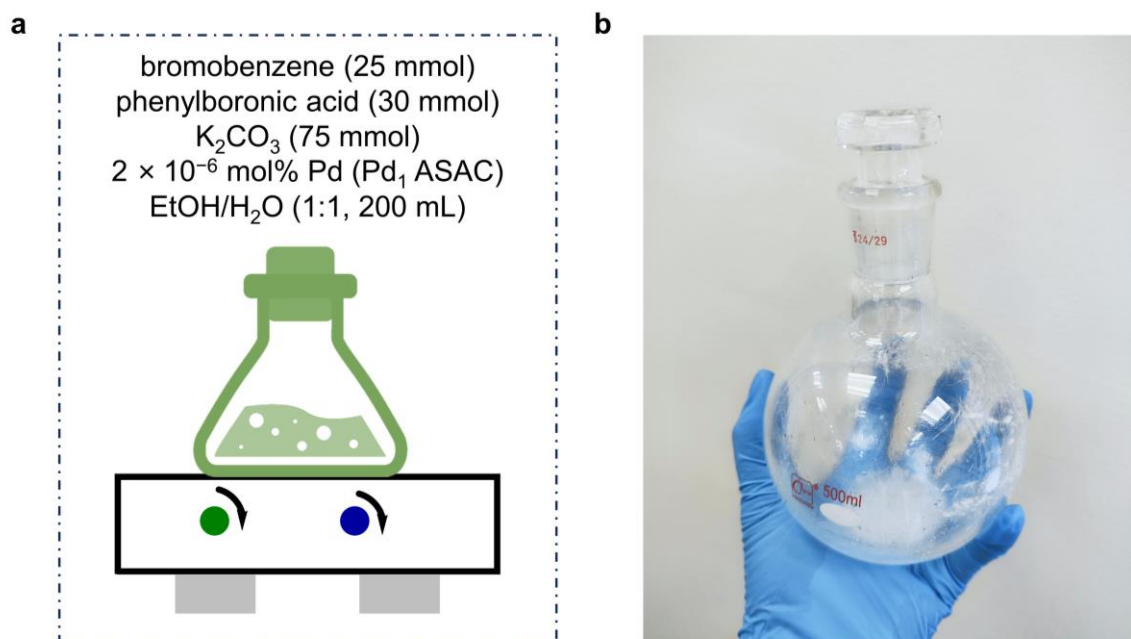 a
bromobenzene (25 mmol)
phenylboronic acid (30 mmol)
K₂CO₃ (75 mmol)
2 × 10⁻⁶ mol% Pd (Pd₁ ASAC)
EtOH/H₂O (1:1, 200 mL)
b
24/29
500ml